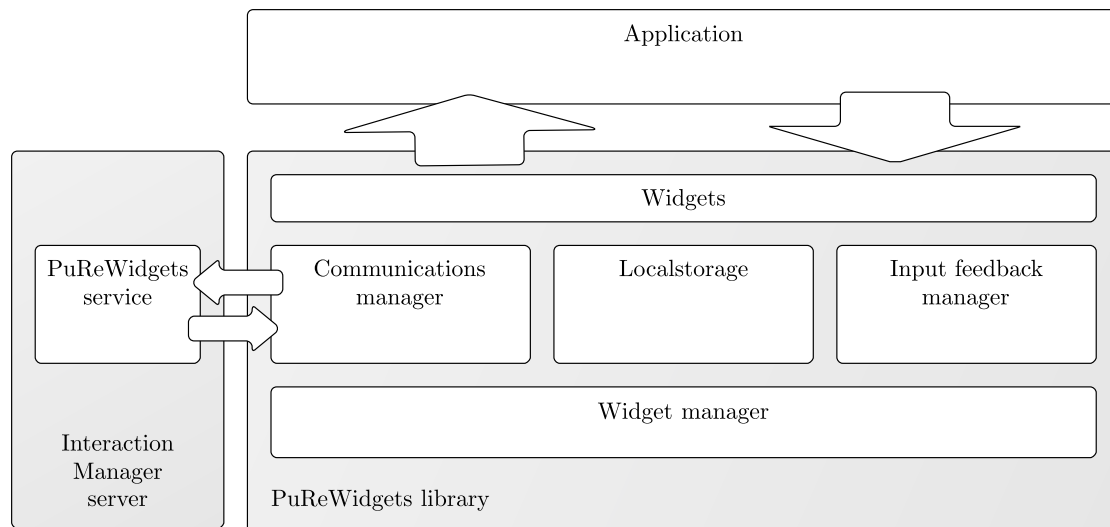 Application
Widgets
PuReWidgets
service
Communications
manager
Localstorage
Input feedback
manager
Widget manager
Interaction
Manager
server
PuReWidgets library